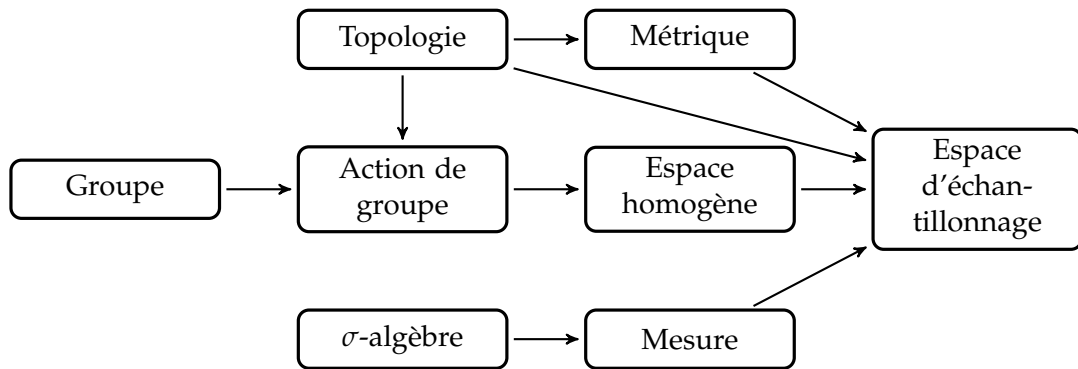 Topologie
Métrique
Groupe
Action de
groupe
Espace
homogène
Espace
d'échan-
tillonnage
σ-algèbre
Mesure